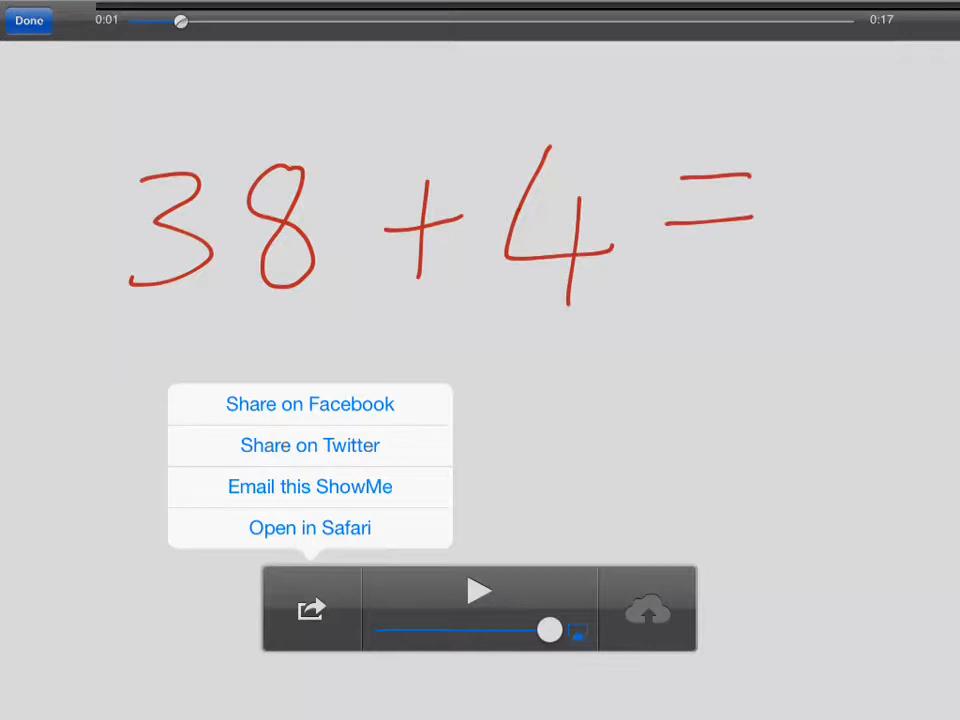 Done 0:01 0:17
38 + 4 =
Share on Facebook
Share on Twitter
Email this ShowMe
Open in Safari